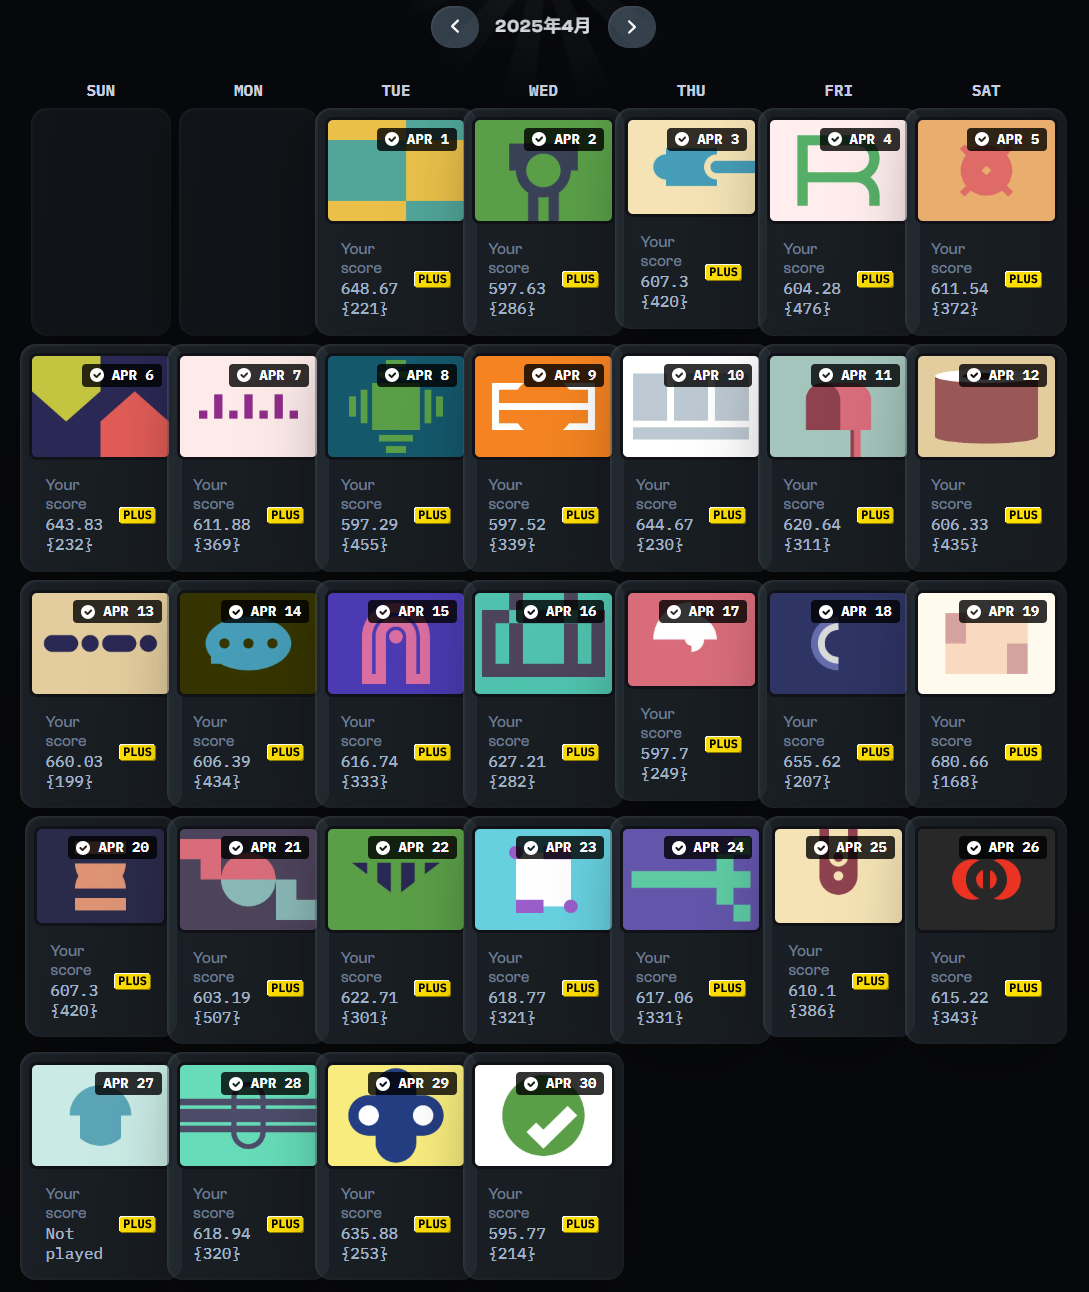 2025年4月
SUN MON TUE WED THU FRI SAT
APR 1
Your
score
648.67
{221}
PLUS
APR 2
Your
score
597.63
{286}
PLUS
APR 3
Your
score
607.3
{420}
PLUS
APR 4
Your
score
604.28
{476}
PLUS
APR 5
Your
score
611.54
{372}
PLUS
APR 6
Your
score
643.83
{232}
PLUS
APR 7
Your
score
611.88
{369}
PLUS
APR 8
Your
score
597.29
{455}
PLUS
APR 9
Your
score
597.52
{339}
PLUS
APR 10
Your
score
644.67
{230}
PLUS
APR 11
Your
score
620.64
{311}
PLUS
APR 12
Your
score
606.33
{435}
PLUS
APR 13
Your
score
660.03
{199}
PLUS
APR 14
Your
score
606.39
{434}
PLUS
APR 15
Your
score
616.74
{333}
PLUS
APR 16
Your
score
627.21
{282}
PLUS
APR 17
Your
score
597.7
{249}
PLUS
APR 18
Your
score
655.62
{207}
PLUS
APR 19
Your
score
680.66
{168}
PLUS
APR 20
Your
score
607.3
{420}
PLUS
APR 21
Your
score
603.19
{507}
PLUS
APR 22
Your
score
622.71
{301}
PLUS
APR 23
Your
score
618.77
{321}
PLUS
APR 24
Your
score
617.06
{331}
PLUS
APR 25
Your
score
610.1
{386}
PLUS
APR 26
Your
score
615.22
{343}
PLUS
APR 27
Your
score
Not
played
PLUS
APR 28
Your
score
618.94
{320}
PLUS
APR 29
Your
score
635.88
{253}
PLUS
APR 30
Your
score
595.77
{214}
PLUS